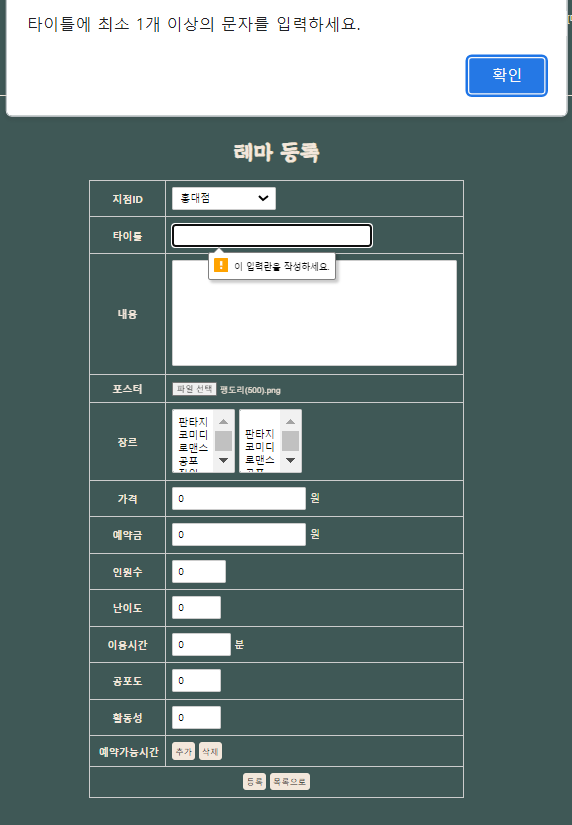 타이틀에 최소 1개 이상의 문자를 입력하세요.
확인
테마 등록
지점ID 홍대점
타이틀
! 이 입력란을 작성하세요.
내용
포스터 파일 선택 펭도리(500).png
장르
판타지
코미디
로맨스
공포
판타지
코미디
로맨스
가격 0 원
예약금 0 원
인원수 0
난이도 0
이용시간 0 분
공포도 0
활동성 0
예약가능시간 추가 삭제
등록 목록으로